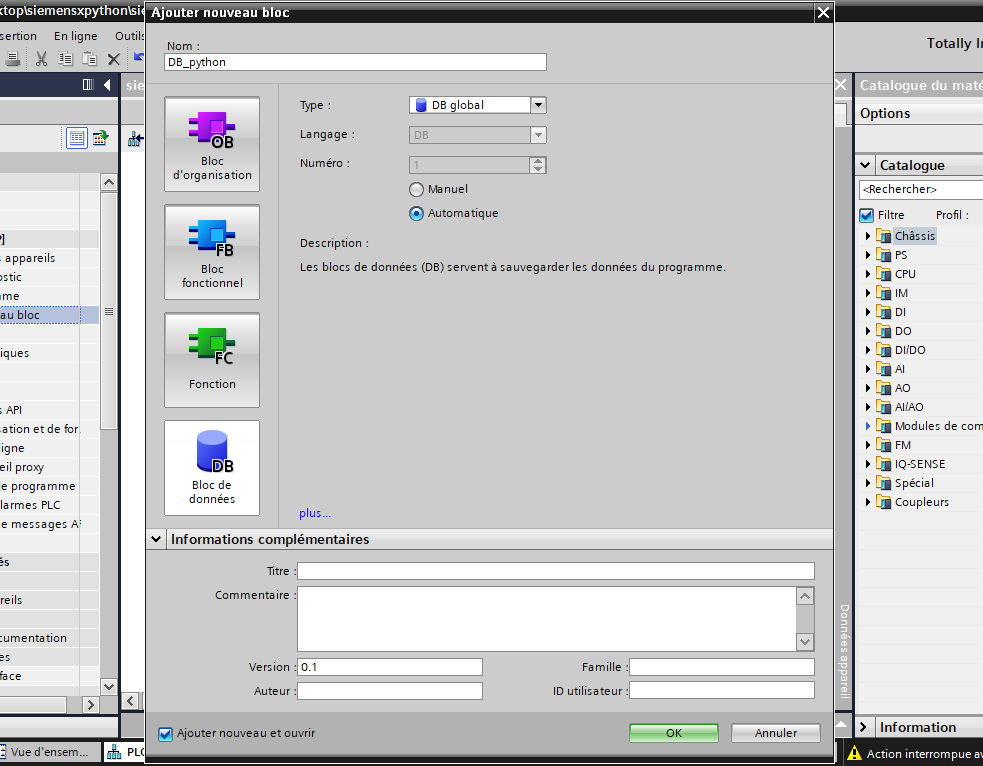 ktop\siemensxpython\sie
Ajouter nouveau bloc
sertion En ligne Outils
Totally I
Nom :
DB_python
sie
Catalogue du maté
Options
OB
Bloc
d'organisation
Type :
DB global
Langage :
DB
Numéro :
1
Manuel
Automatique
Description :
Les blocs de données (DB) servent à sauvegarder les données du programme.
FB
Bloc
fonctionnel
FC
Fonction
DB
Bloc de
données
plus...
P]
s appareils
ostic
me
au bloc
iques
s API
sation et de for
ligne
eil proxy
e programme
larmes PLC
e messages A
és
reils
cumentation
es
face
Catalogue
<Rechercher>
Filtre Profil :
Châssis
PS
CPU
IM
DI
DO
DI/DO
AI
AO
AI/AO
Modules de com
FM
IQ-SENSE
Spécial
Coupleurs
Données appareil
Informations complémentaires
Titre :
Commentaire :
Version : 0.1
Famille :
Auteur :
ID utilisateur :
Ajouter nouveau et ouvrir
OK
Annuler
Information
Vue d'ensem...
PLC
Action interrompue av